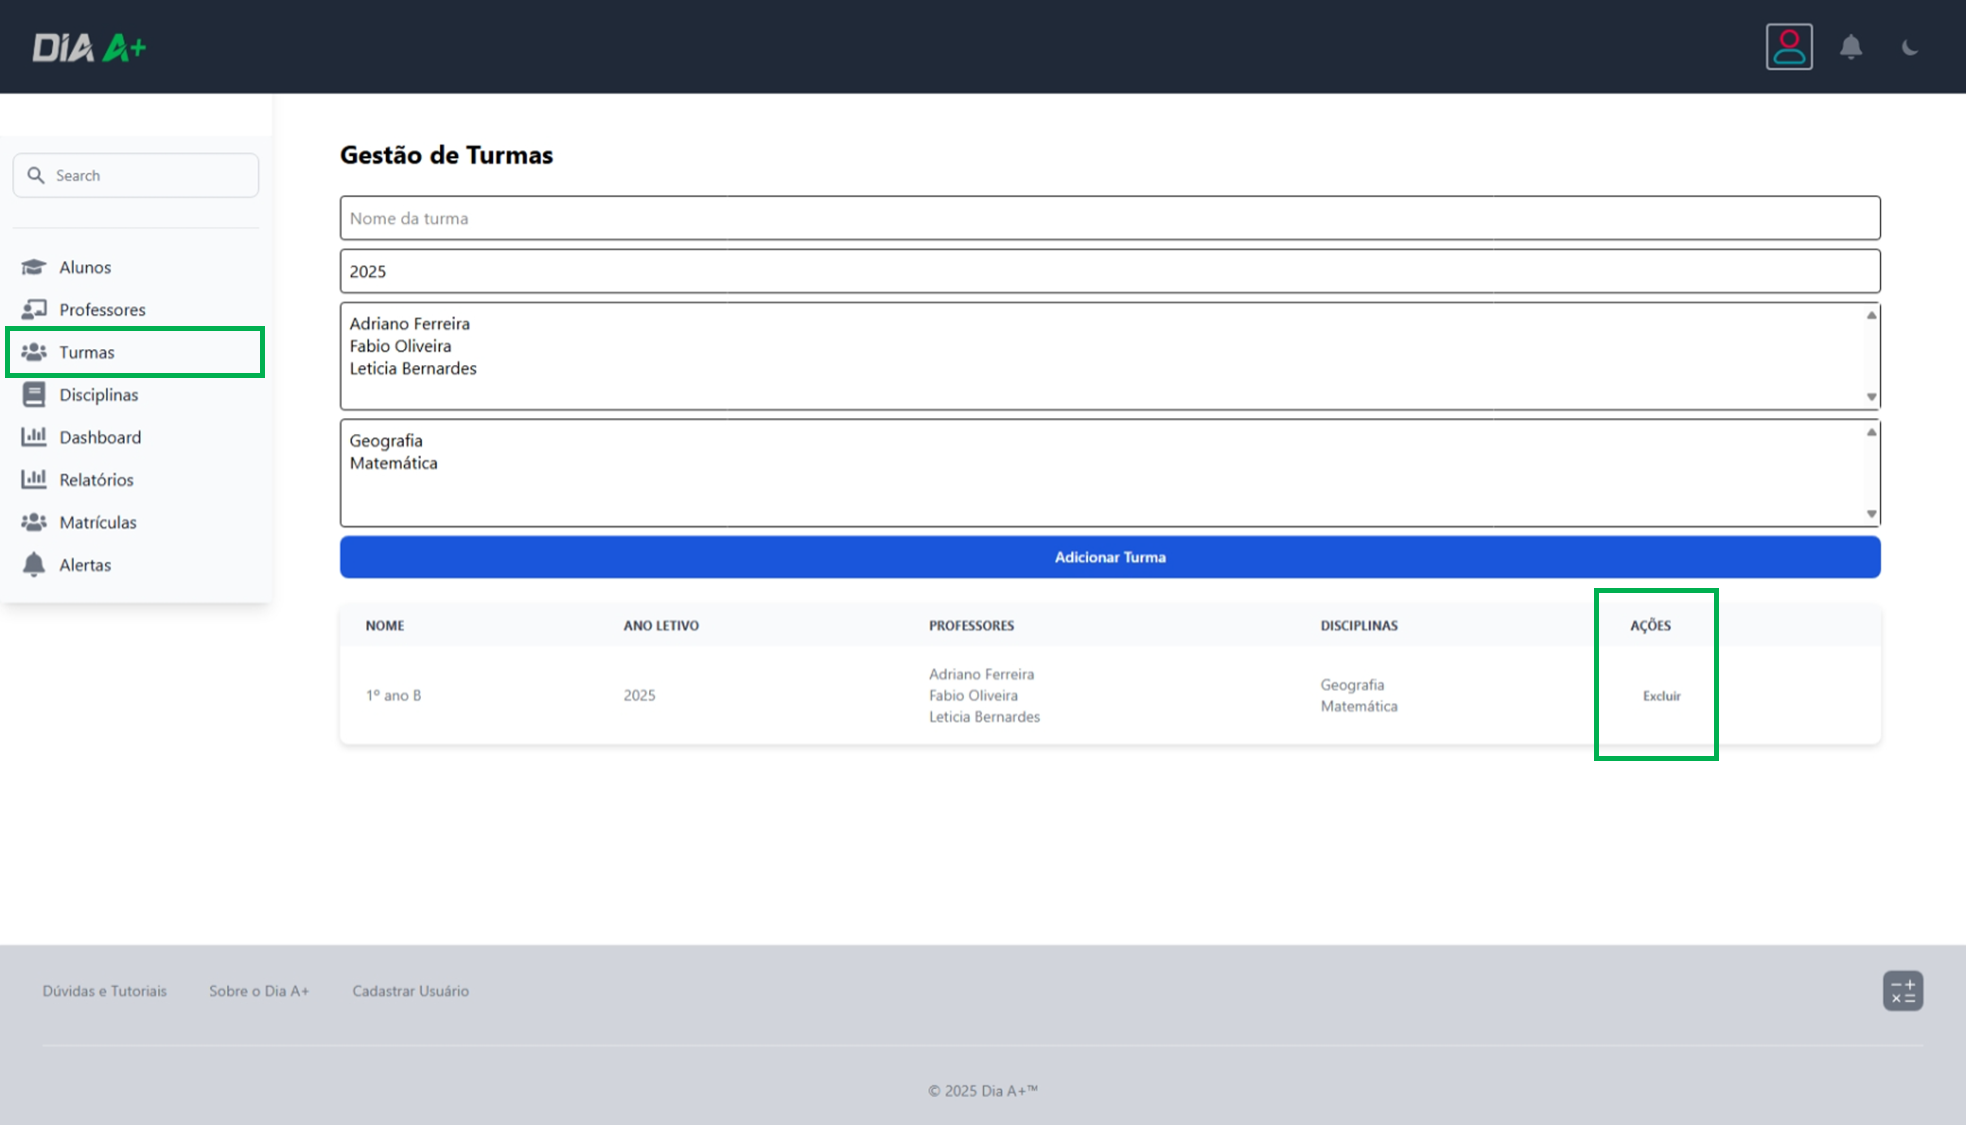 DIA A+
Search
Alunos
Professores
Turmas
Disciplinas
Dashboard
Relatórios
Matrículas
Alertas
Gestão de Turmas
Nome da turma
2025
Adriano Ferreira
Fabio Oliveira
Leticia Bernardes
Geografia
Matemática
Adicionar Turma
NOME ANO LETIVO PROFESSORES DISCIPLINAS AÇÕES
1º ano B 2025
Adriano Ferreira
Fabio Oliveira
Leticia Bernardes
Geografia
Matemática
Excluir
Dúvidas e Tutoriais Sobre o Dia A+ Cadastrar Usuário
© 2025 Dia A+™